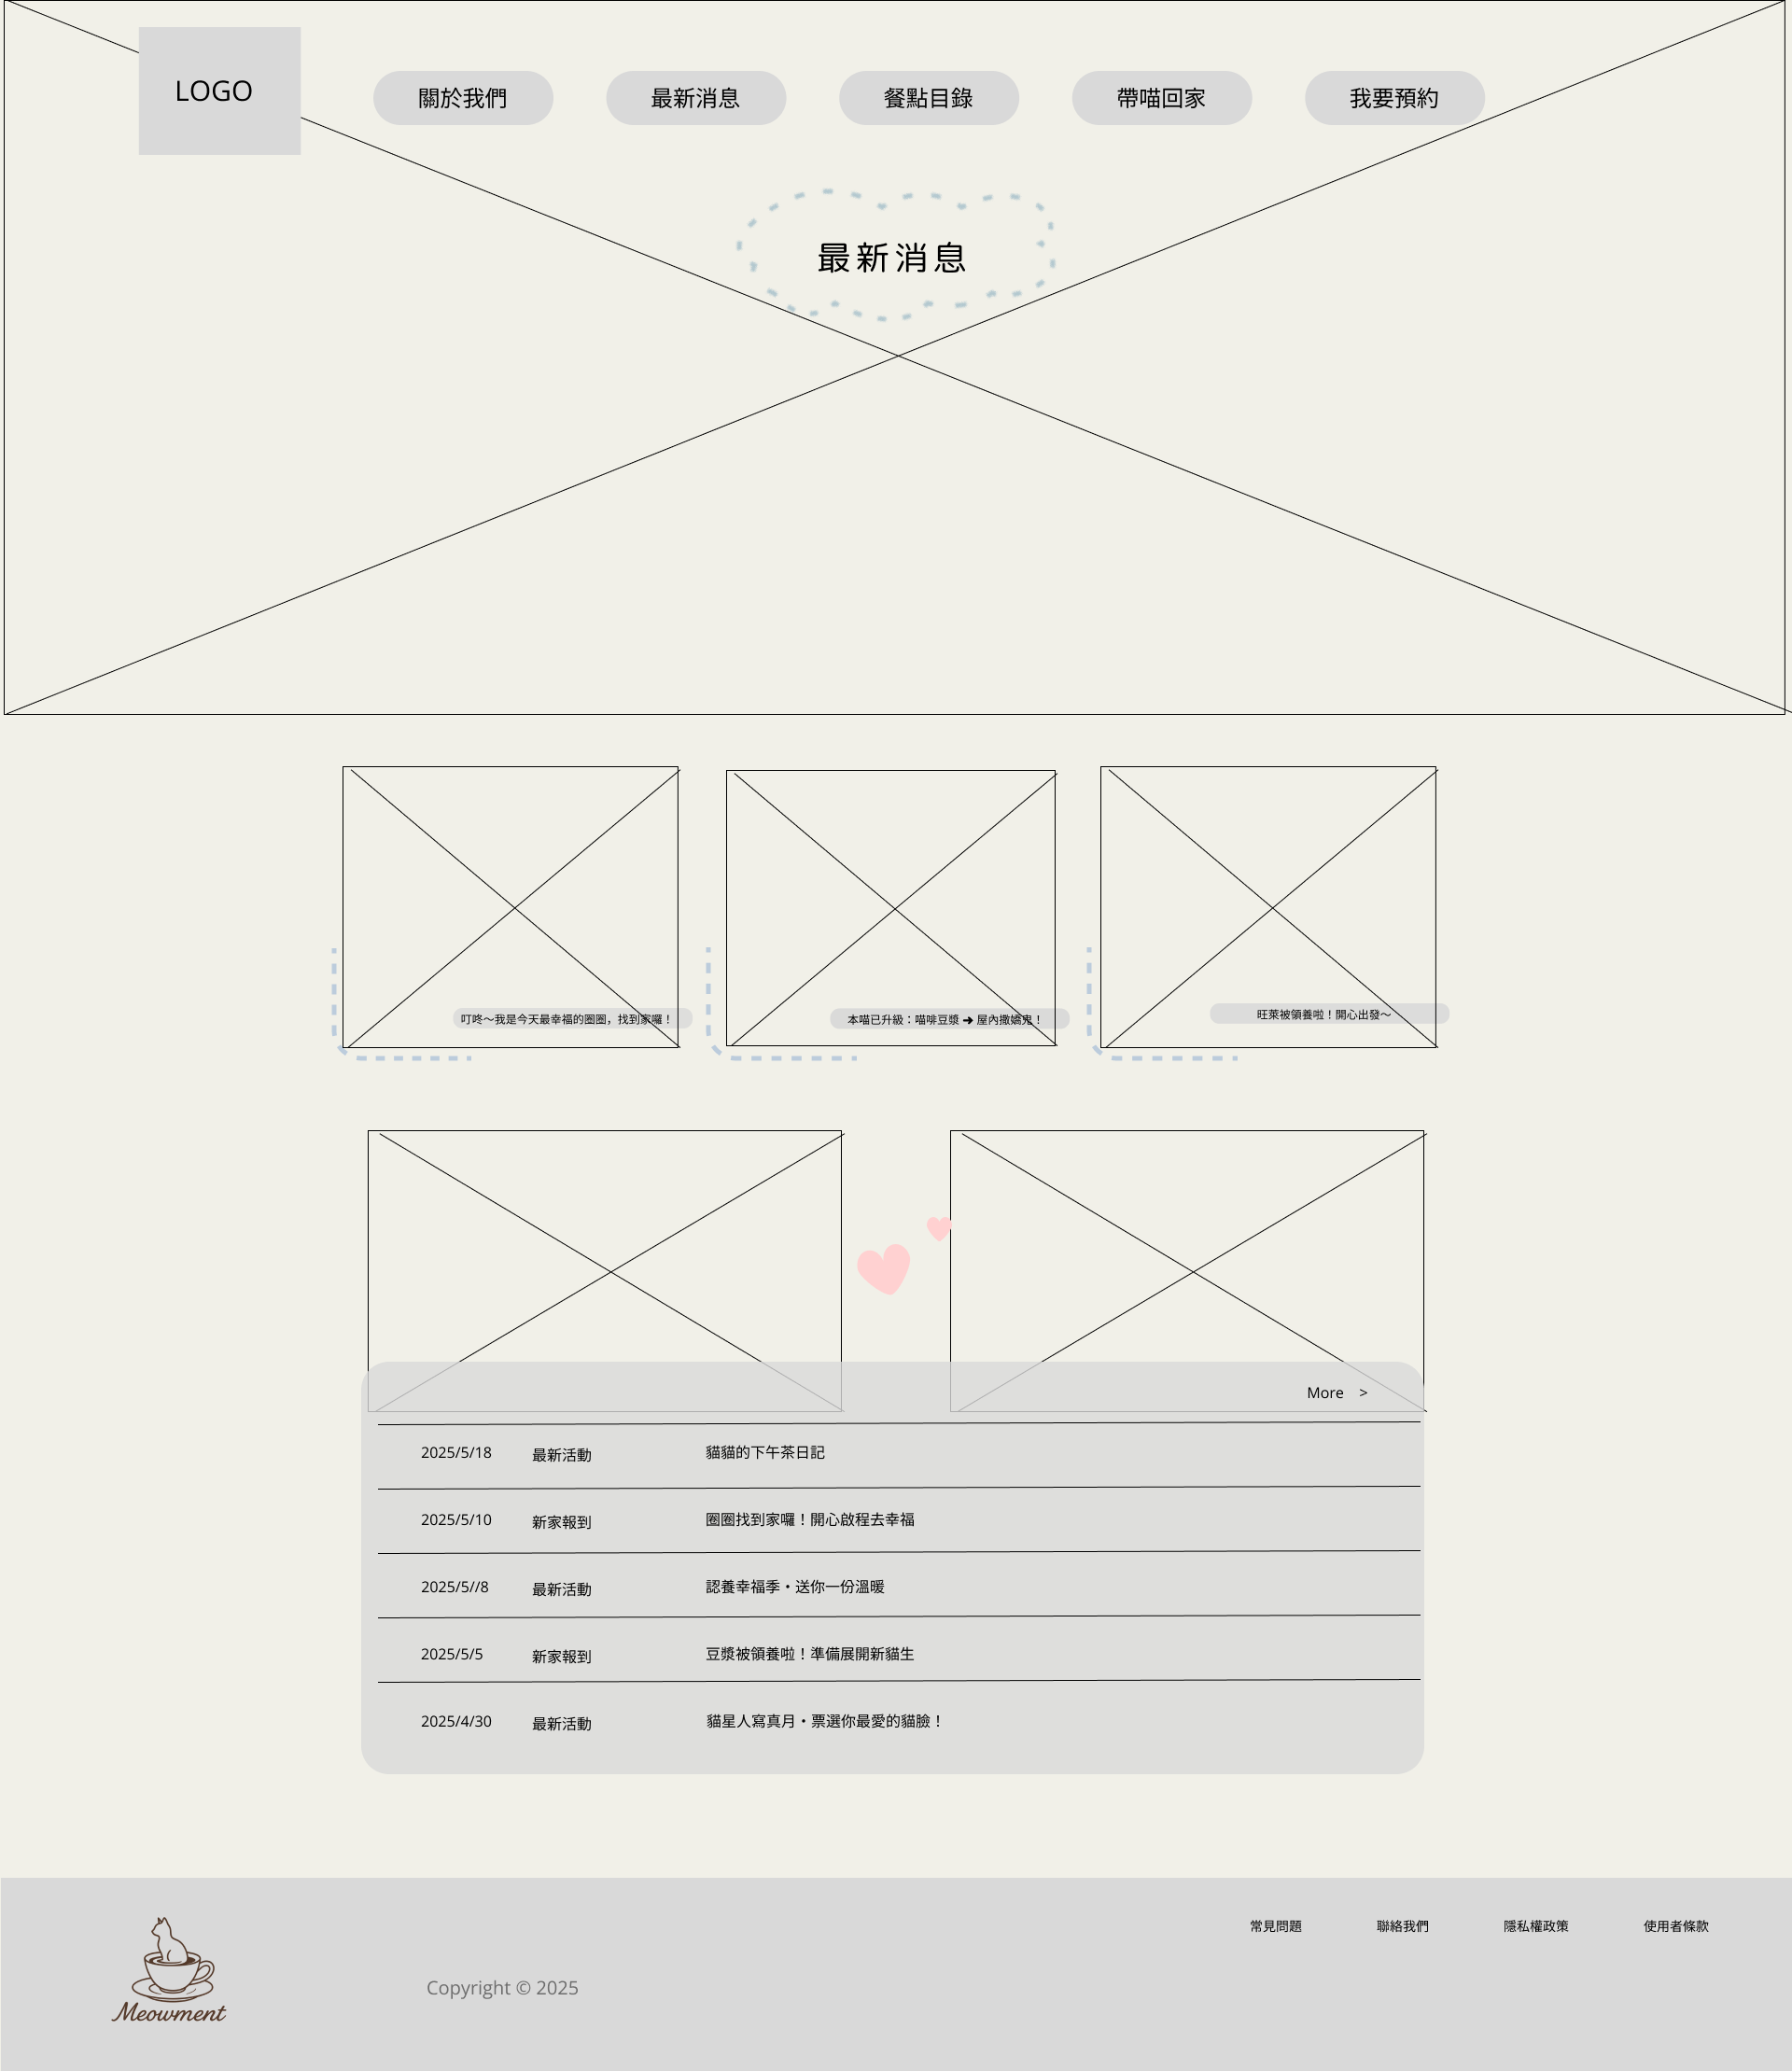 LOGO
關於我們
最新消息
餐點目錄
帶喵回家
我要預約
最新消息
叮咚～我是今天最幸福的圈圈，找到家囉！
本喵已升級：喵啡豆漿 ➜ 屋內撒嬌鬼！
旺萊被領養啦！開心出發～
More >
2025/5/18 最新活動 貓貓的下午茶日記
2025/5/10 新家報到 圈圈找到家囉！開心啟程去幸福
2025/5//8 最新活動 認養幸福季・送你一份溫暖
2025/5/5 新家報到 豆漿被領養啦！準備展開新貓生
2025/4/30 最新活動 貓星人寫真月・票選你最愛的貓臉！
常見問題
聯絡我們
隱私權政策
使用者條款
Copyright © 2025
Meowment